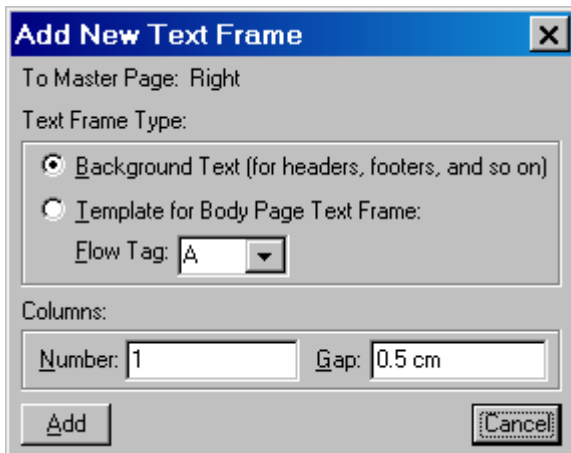 Add New Text Frame
To Master Page: Right
Text Frame Type:
Background Text (for headers, footers, and so on)
Template for Body Page Text Frame:
Flow Tag: A
Columns:
Number: 1 Gap: 0.5 cm
Add Cancel